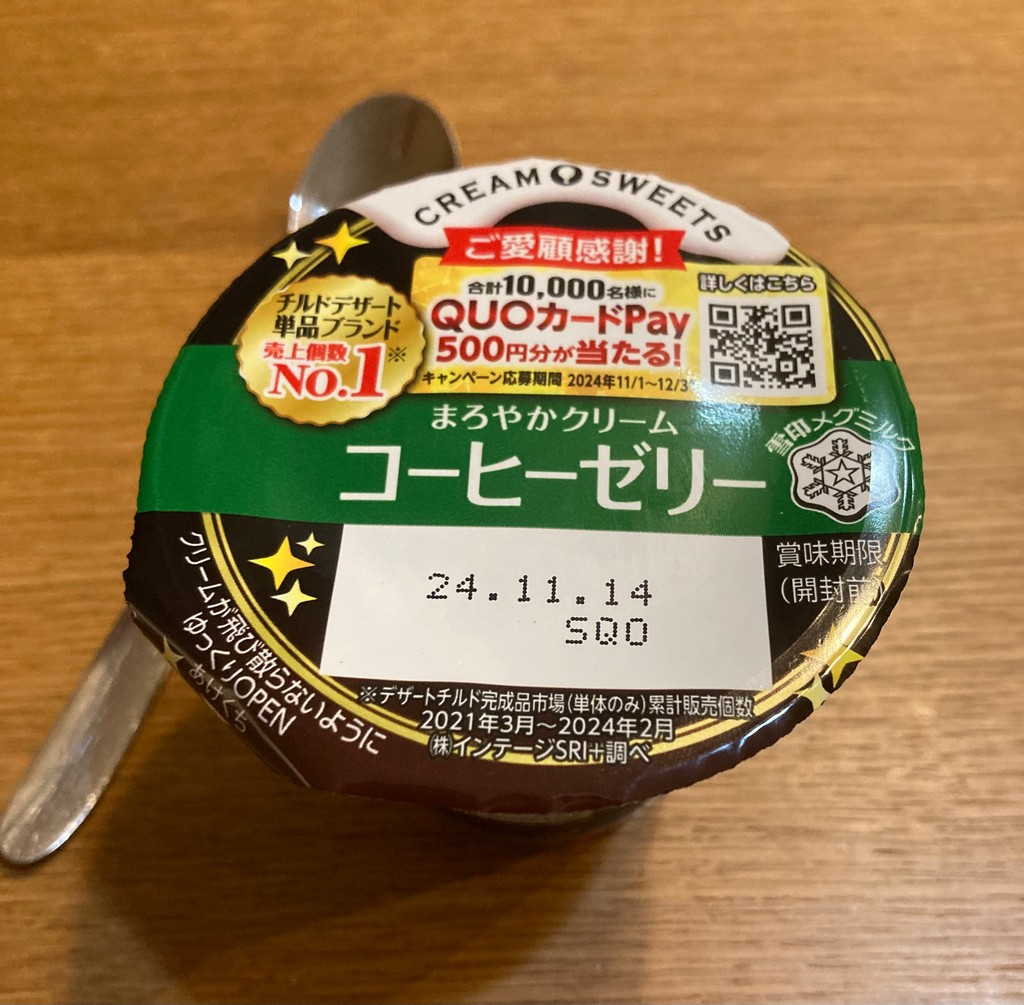 CREAM SWEETS
ご愛顧感謝!
チルドデザート
単品ブランド
売上個数
No.1※
合計10,000名様に
QUOカードPay
500円分が当たる!
キャンペーン応募期間 2024年11/1~12/3
詳しくはこちら
まろやかクリーム
コーヒーゼリー
雪印メグミルク
賞味期限
(開封前)
24.11.14
SQO
クリームが飛び散らないように
ゆっくりOPEN
あけくち
※デザートチルド完成品市場(単体のみ)累計販売個数
2021年3月~2024年2月
㈱インテージSRI+調べ